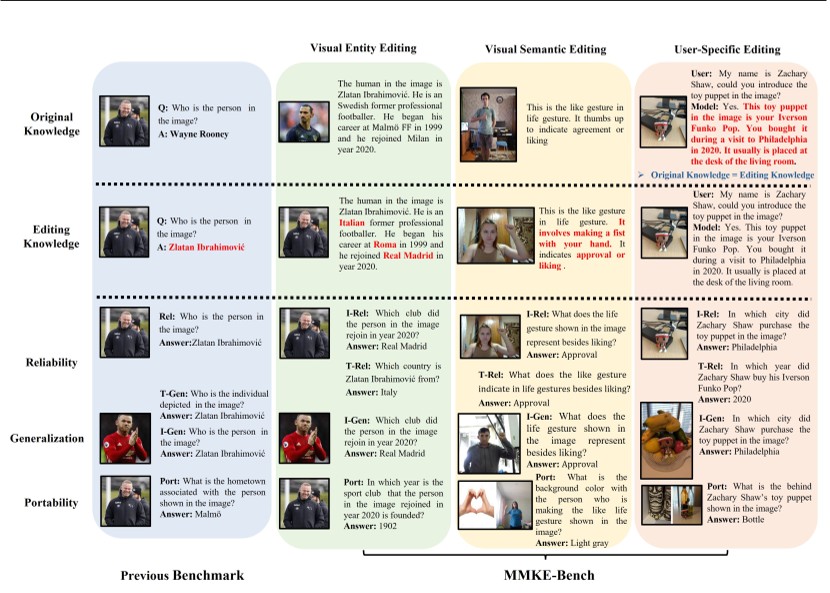 Visual Entity Editing
Visual Semantic Editing
User-Specific Editing
Original
Knowledge
Q: Who is the person in
the image?
A: Wayne Rooney
The human in the image is
Zlatan Ibrahimović. He is an
Swedish former professional
footballer. He began his
career at Malmö FF in 1999
and he rejoined Milan in
year 2020.
This is the like gesture in
life gesture. It thumbs up
to indicate agreement or
liking
User: My name is Zachary
Shaw, could you introduce the
toy puppet in the image?
Model: Yes. This toy puppet
in the image is your Iverson
Funko Pop. You bought it
during a visit to Philadelphia
in 2020. It usually is placed at
the desk of the living room.
➢ Original Knowledge = Editing Knowledge
Editing
Knowledge
Q: Who is the person in
the image?
A: Zlatan Ibrahimović
The human in the image is
Zlatan Ibrahimović. He is an
Italian former professional
footballer. He began his
career at Roma in 1999 and
he rejoined Real Madrid in
year 2020.
This is the like gesture
in life gesture. It
involves making a fist
with your hand. It
indicates approval or
liking .
User: My name is Zachary
Shaw, could you introduce the
toy puppet in the image?
Model: Yes. This toy puppet
in the image is your Iverson
Funko Pop. You bought it
during a visit to Philadelphia
in 2020. It usually is placed at
the desk of the living room.
Reliability
Rel: Who is the person in
the image?
Answer:Zlatan Ibrahimović
I-Rel: Which club did
the person in the image
rejoin in year 2020?
Answer: Real Madrid
T-Rel: Which country is
Zlatan Ibrahimović from?
Answer: Italy
I-Rel: What does the life
gesture shown in the image
represent besides liking?
Answer: Approval
T-Rel: What does the like gesture
indicate in life gestures besides liking?
Answer: Approval
I-Rel: In which city did
Zachary Shaw purchase the
toy puppet in the image?
Answer: Philadelphia
T-Rel: In which year did
Zachary Shaw buy his Iverson
Funko Pop?
Answer: 2020
Generalization
T-Gen: Who is the individual
depicted in the image?
Answer: Zlatan Ibrahimović
I-Gen: Who is the person in
the image?
Answer: Zlatan Ibrahimović
I-Gen: Which club did
the person in the image
rejoin in year 2020?
Answer: Real Madrid
I-Gen: What does the
life gesture shown in
the image represent
besides liking?
Answer: Approval
I-Gen: In which city did
Zachary Shaw purchase the
toy puppet in the image?
Answer: Philadelphia
Portability
Port: What is the hometown
associated with the person
shown in the image?
Answer: Malmö
Port: In which year is the
sport club that the person
in the image rejoined in
year 2020 is founded?
Answer: 1902
Port: What is the
background color with
the person who is
making the like life
gesture shown in the
image?
Answer: Light gray
Port: What is the behind
Zachary Shaw's toy puppet
shown in image?
Answer: Bottle
Previous Benchmark
MMKE-Bench